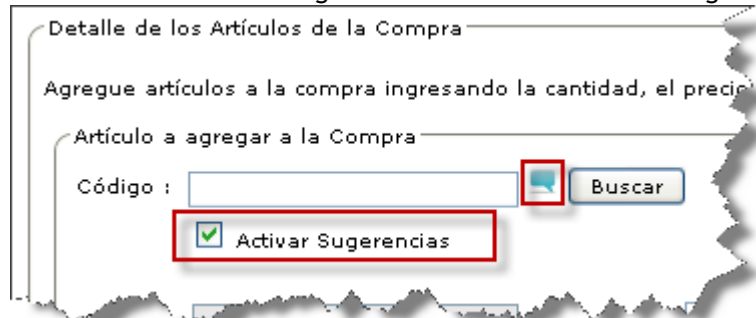 Detalle de los Artículos de la Compra
Agregue artículos a la compra ingresando la cantidad, el precio
Artículo a agregar a la Compra
Código : Buscar
Activar Sugerencias